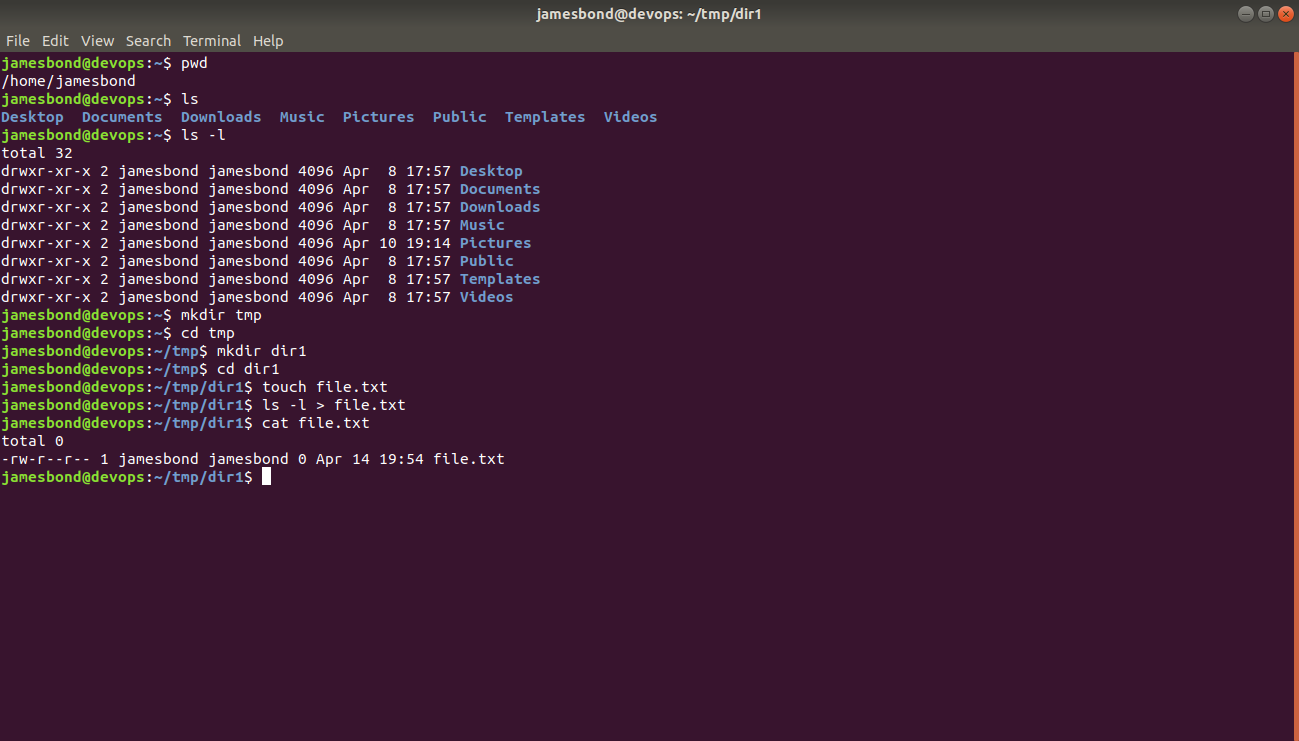 jamesbond@devops: ~/tmp/dir1
File Edit View Search Terminal Help
jamesbond@devops:~$ pwd
/home/jamesbond
jamesbond@devops:~$ ls
Desktop  Documents  Downloads  Music  Pictures  Public  Templates  Videos
jamesbond@devops:~$ ls -l
total 32
drwxr-xr-x 2 jamesbond jamesbond 4096 Apr  8 17:57 Desktop
drwxr-xr-x 2 jamesbond jamesbond 4096 Apr  8 17:57 Documents
drwxr-xr-x 2 jamesbond jamesbond 4096 Apr  8 17:57 Downloads
drwxr-xr-x 2 jamesbond jamesbond 4096 Apr  8 17:57 Music
drwxr-xr-x 2 jamesbond jamesbond 4096 Apr 10 19:14 Pictures
drwxr-xr-x 2 jamesbond jamesbond 4096 Apr  8 17:57 Public
drwxr-xr-x 2 jamesbond jamesbond 4096 Apr  8 17:57 Templates
drwxr-xr-x 2 jamesbond jamesbond 4096 Apr  8 17:57 Videos
jamesbond@devops:~$ mkdir tmp
jamesbond@devops:~$ cd tmp
jamesbond@devops:~/tmp$ mkdir dir1
jamesbond@devops:~/tmp$ cd dir1
jamesbond@devops:~/tmp/dir1$ touch file.txt
jamesbond@devops:~/tmp/dir1$ ls -l > file.txt
jamesbond@devops:~/tmp/dir1$ cat file.txt
total 0
-rw-r--r-- 1 jamesbond jamesbond 0 Apr 14 19:54 file.txt
jamesbond@devops:~/tmp/dir1$